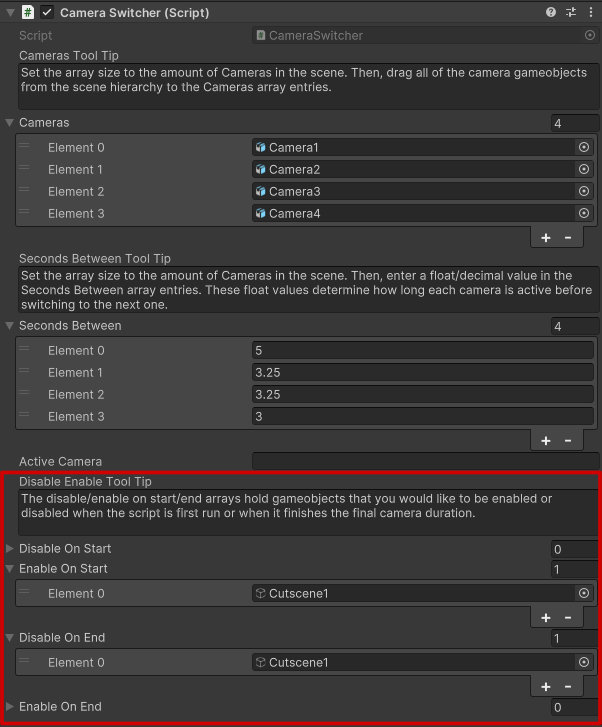 Camera Switcher (Script)
Script CameraSwitcher
Cameras Tool Tip
Set the array size to the amount of Cameras in the scene. Then, drag all of the camera gameobjects
from the scene hierarchy to the Cameras array entries.
Cameras 4
Element 0 Camera1
Element 1 Camera2
Element 2 Camera3
Element 3 Camera4
+ -
Seconds Between Tool Tip
Set the array size to the amount of Cameras in the scene. Then, enter a float/decimal value in the
Seconds Between array entries. These float values determine how long each camera is active before
switching to the next one.
Seconds Between 4
Element 0 5
Element 1 3.25
Element 2 3.25
Element 3 3
+ -
Active Camera
Disable Enable Tool Tip
The disable/enable on start/end arrays hold gameobjects that you would like to be enabled or
disabled when the script is first run or when it finishes the final camera duration.
Disable On Start 0
Enable On Start 1
Element 0 Cutscene1
+ -
Disable On End 1
Element 0 Cutscene1
+ -
Enable On End 0